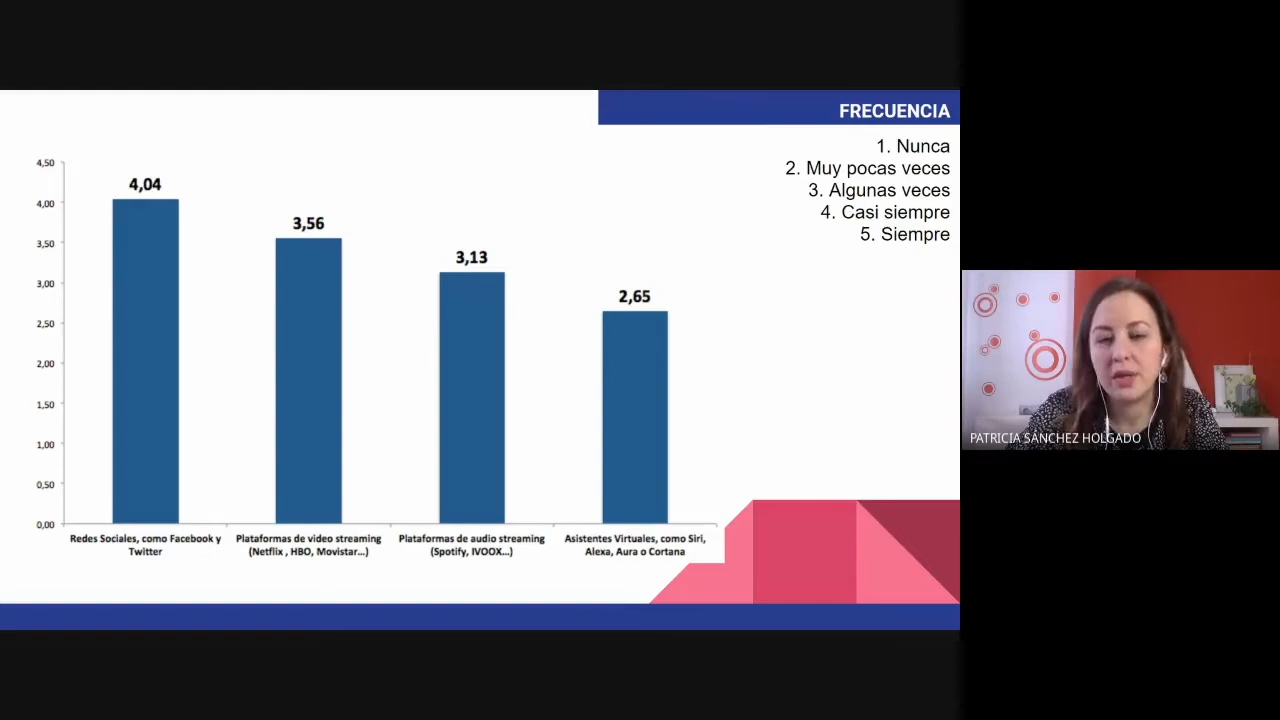 FRECUENCIA
1. Nunca
2. Muy pocas veces
3. Algunas veces
4. Casi siempre
5. Siempre
4,50
4,00
3,50
3,00
2,50
2,00
1,50
1,00
0,50
0,00
4,04
3,56
3,13
2,65
Redes Sociales, como Facebook y
Twitter
Plataformas de video streaming
(Netflix , HBO, Movistar...)
Plataformas de audio streaming
(Spotify, IVOOX...)
Asistentes Virtuales, como Siri,
Alexa, Aura o Cortana
PATRICIA SÁNCHEZ HOLGADO